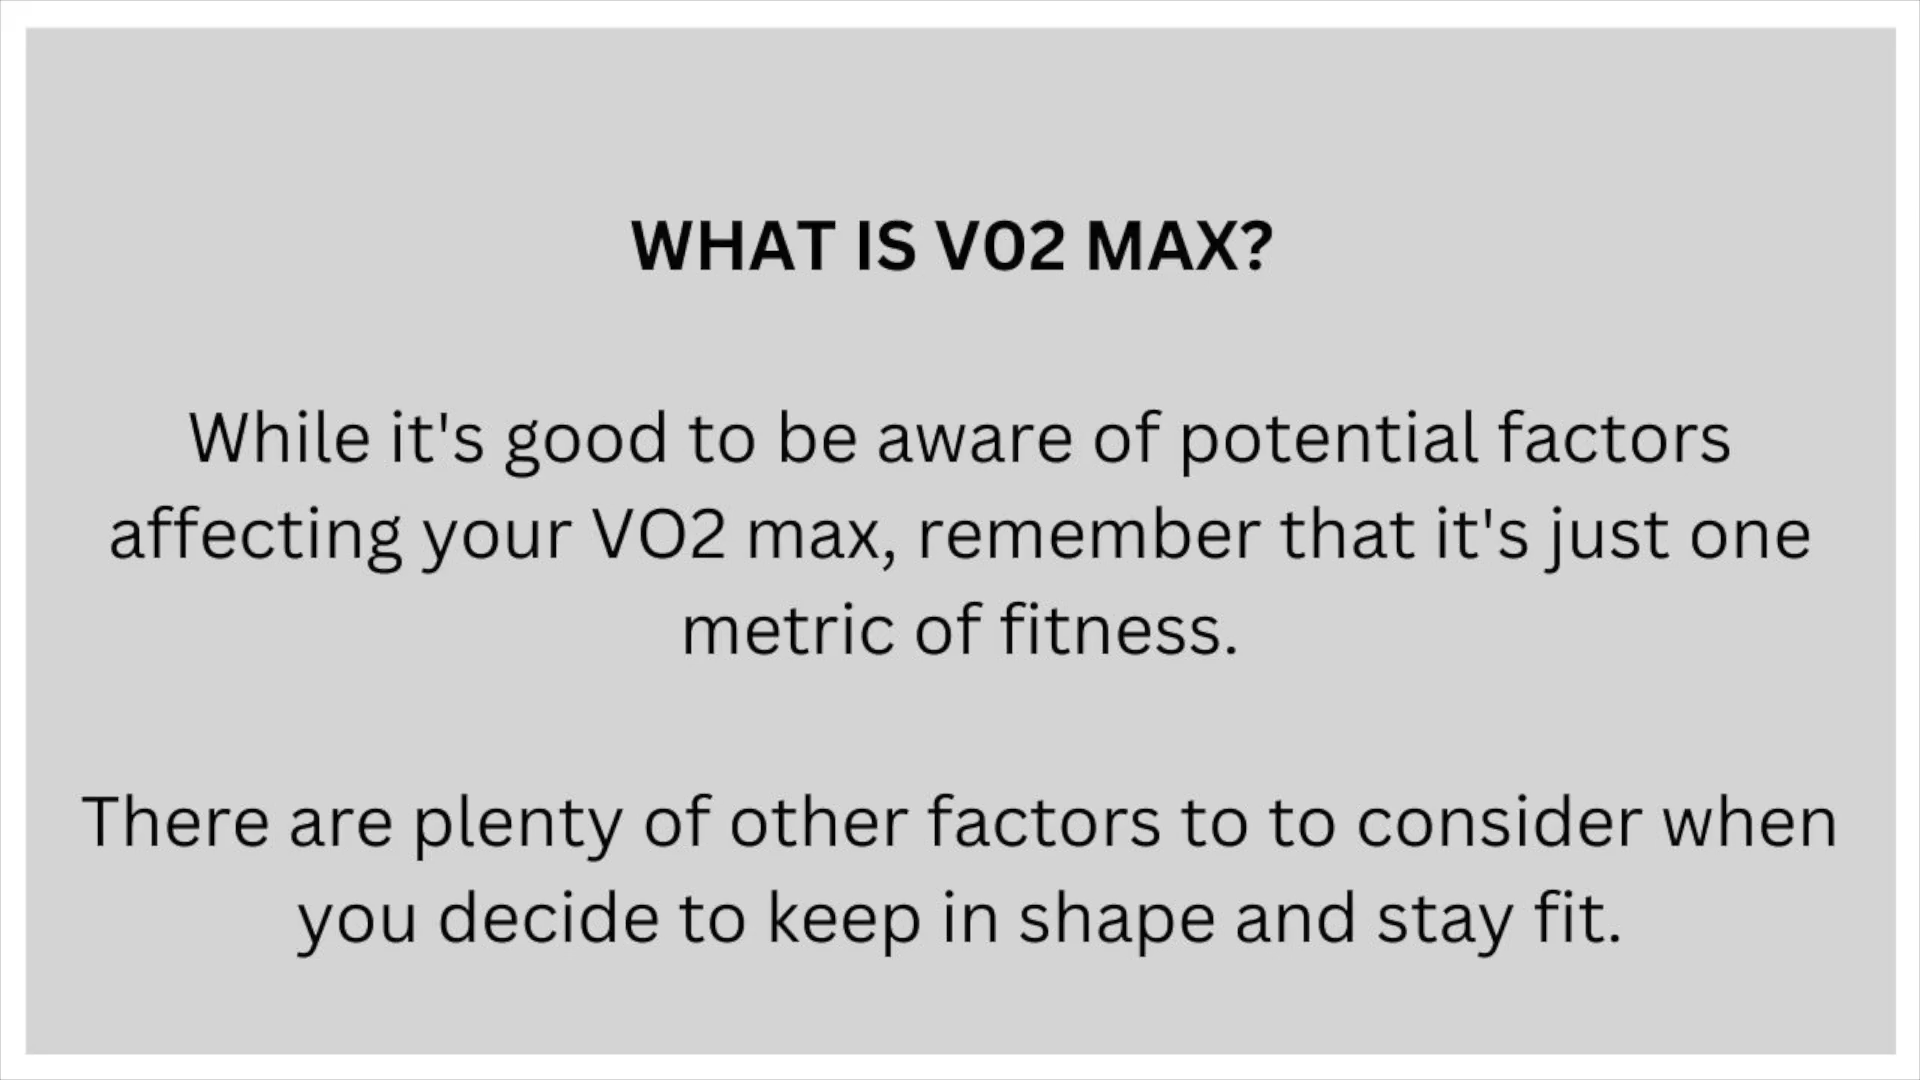 WHAT IS V02 MAX?
While it's good to be aware of potential factors
affecting your VO2 max, remember that it's just one
metric of fitness.
There are plenty of other factors to to consider when
you decide to keep in shape and stay fit.